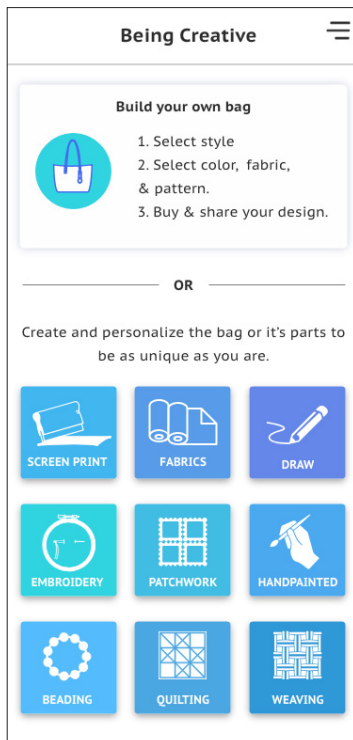 Being Creative
Build your own bag
1. Select style
2. Select color, fabric,
& pattern.
3. Buy & share your design.
OR
Create and personalize the bag or it's parts to
be as unique as you are.
SCREEN PRINT
FABRICS
DRAW
EMBROIDERY
PATCHWORK
HANDPAINTED
BEADING
QUILTING
WEAVING